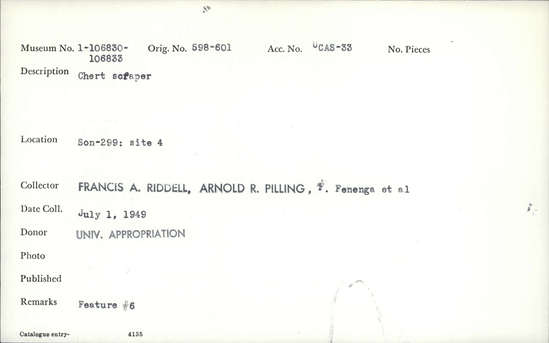 Museum No. 1-106830- Orig. No. 598-601 Acc. No. UCAS-33 No. Pieces
106833
Description Chert scraper
Location Son-299: site 4
Collector FRANCIS A. RIDDELL, ARNOLD R. PILLING, F. Fenenga et al
Date Coll. July 1, 1949
Donor UNIV. APPROPRIATION
Photo
Published
Remarks Feature #6
Catalogue entry- 4155